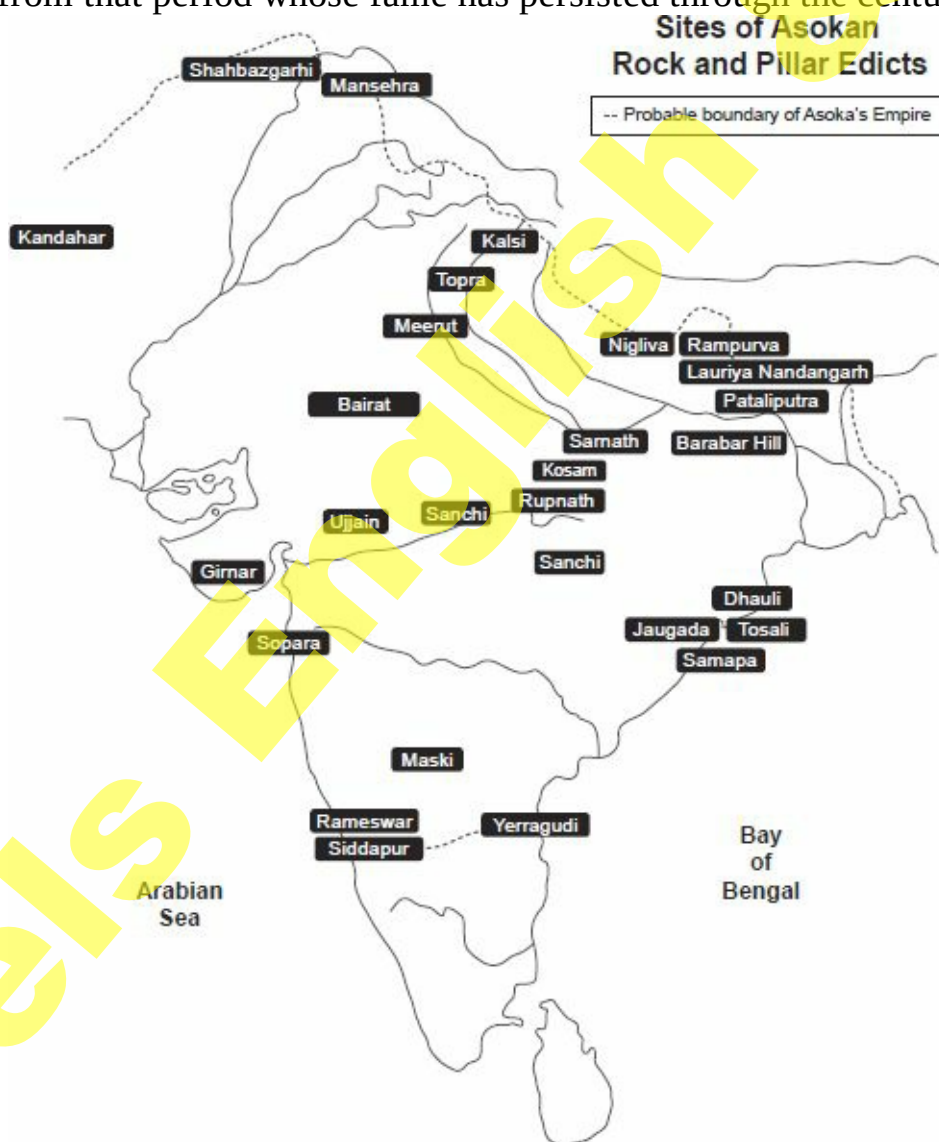 from that period whose fame has persisted through the centu
Sites of Asokan
Rock and Pillar Edicts
-- Probable boundary of Asoka's Empire
Shahbazgarhi
Mansehra
Kandahar
Kalsi
Topra
Meerut
Nigliva
Rampurva
Lauriya Nandangarh
Pataliputra
Bairat
Sarnath
Barabar Hill
Kosam
Rupnath
Sanchi
Ujjain
Sanchi
Girnar
Dhauli
Jaugada
Tosali
Sopara
Samapa
Maski
Rameswar
Yerragudi
Siddapur
Bay
of
Bengal
Arabian
Sea
els English